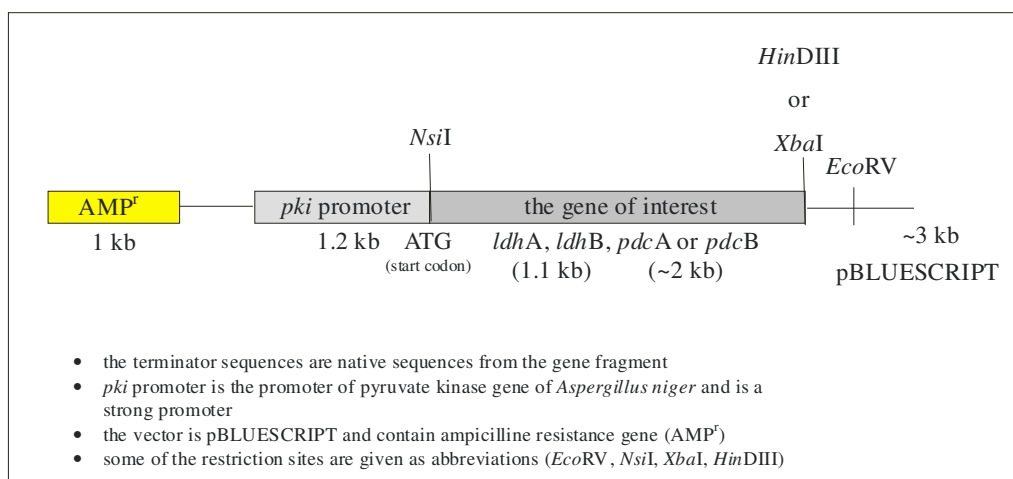 HinDIII
or
XbaI
NsiI
EcoRV
AMPr
pki promoter
the gene of interest
1 kb
1.2 kb
ATG
(start codon)
ldhA, ldhB, pdcA or pdcB
(1.1 kb)
(~2 kb)
~3 kb
pBLUESCRIPT
• the terminator sequences are native sequences from the gene fragment
• pki promoter is the promoter of pyruvate kinase gene of Aspergillus niger and is a
strong promoter
• the vector is pBLUESCRIPT and contain ampicilline resistance gene (AMPr)
• some of the restriction sites are given as abbreviations (EcoRV, NsiI, XbaI, HinDIII)